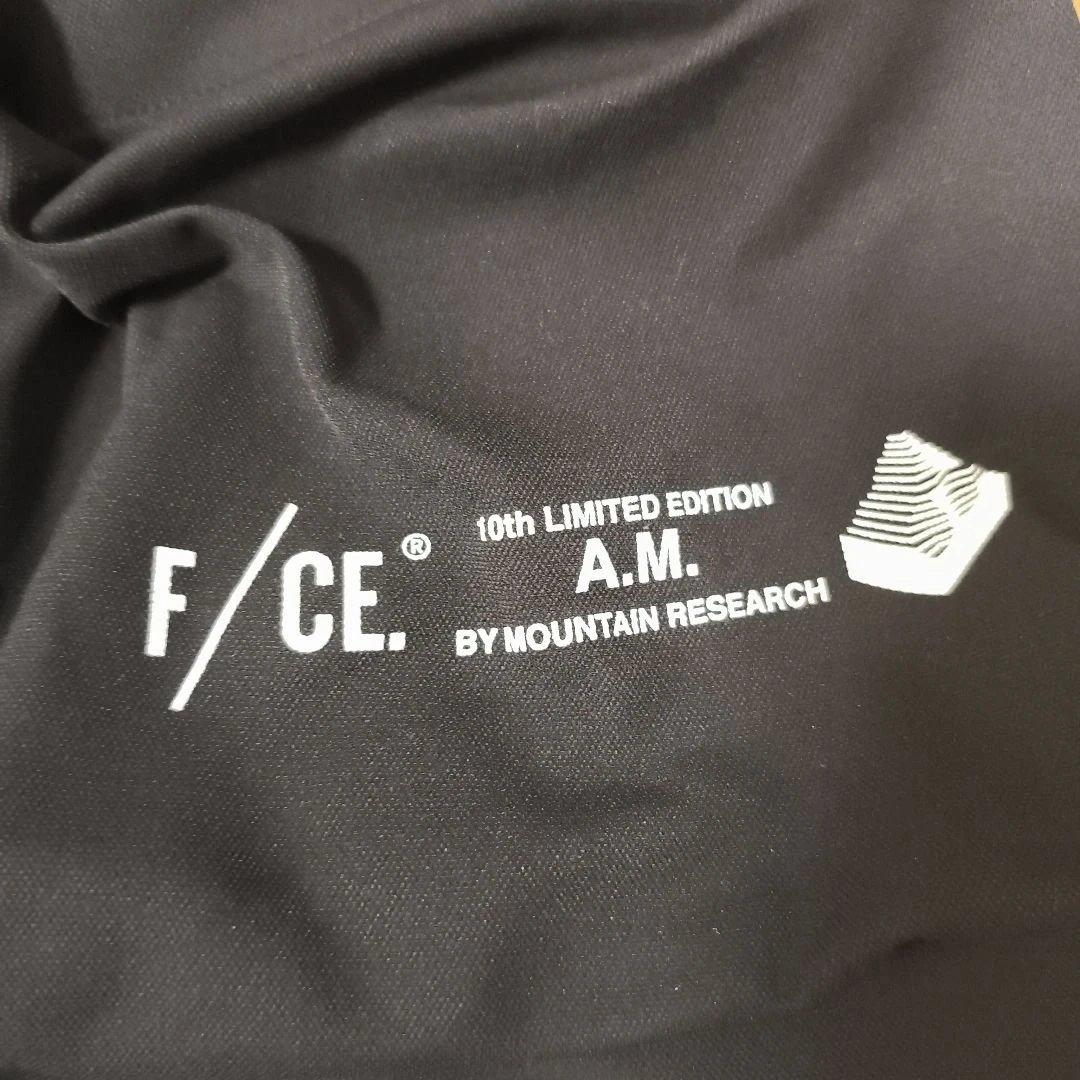 F/CE.®
10th LIMITED EDITION
A.M.
BY MOUNTAIN RESEARCH